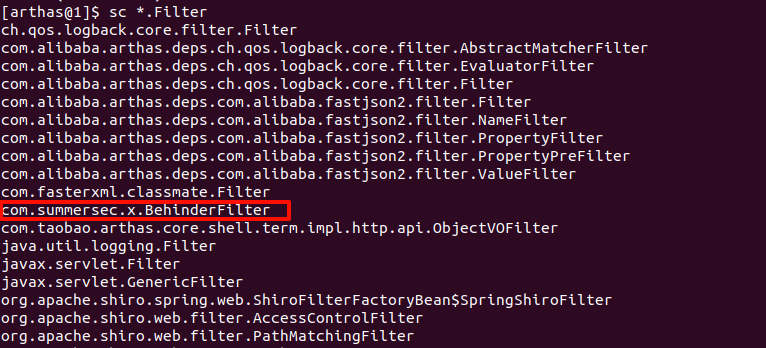 [arthas@1]$ sc *.Filter
ch.qos.logback.core.filter.Filter
com.alibaba.arthas.deps.ch.qos.logback.core.filter.AbstractMatcherFilter
com.alibaba.arthas.deps.ch.qos.logback.core.filter.EvaluatorFilter
com.alibaba.arthas.deps.ch.qos.logback.core.filter.Filter
com.alibaba.arthas.deps.com.alibaba.fastjson2.filter.Filter
com.alibaba.arthas.deps.com.alibaba.fastjson2.filter.NameFilter
com.alibaba.arthas.deps.com.alibaba.fastjson2.filter.PropertyFilter
com.alibaba.arthas.deps.com.alibaba.fastjson2.filter.PropertyPreFilter
com.alibaba.arthas.deps.com.alibaba.fastjson2.filter.ValueFilter
com.fasterxml.classmate.Filter
com.summersec.x.BehinderFilter
com.taobao.arthas.core.shell.term.impl.http.api.ObjectVOFilter
java.util.logging.Filter
javax.servlet.Filter
javax.servlet.GenericFilter
org.apache.shiro.spring.web.ShiroFilterFactoryBean$SpringShiroFilter
org.apache.shiro.web.filter.AccessControlFilter
org.apache.shiro.web.filter.PathMatchingFilter